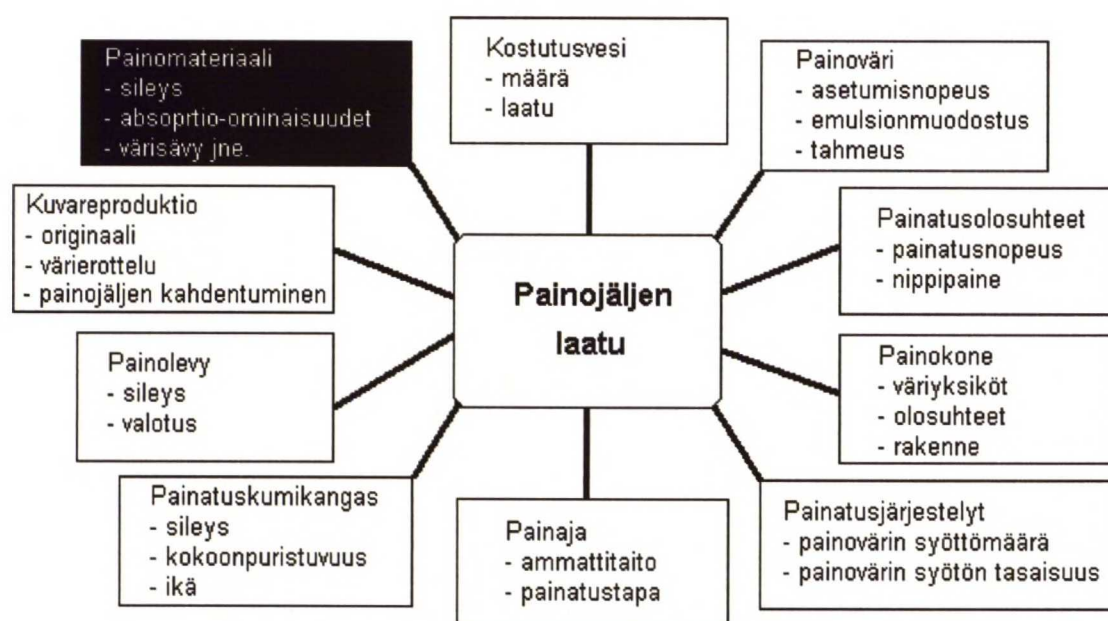 Painomateriaali
- sileys
- absoprtio-ominaisuudet
- värisävy jne.
Kostutusvesi
- määrä
- laatu
Painoväri
- asetumisnopeus
- emulsionmuodostus
- tahmeus
Kuvareproduktio
- originaali
- värierottelu
- painojäljen kahdentuminen
Painojäljen
laatu
Painatusolosuhteet
- painatusnopeus
- nippipaine
Painolevy
- sileys
- valotus
Painokone
- väriyksiköt
- olosuhteet
- rakenne
Painatuskumikangas
- sileys
- kokoonpuristuvuus
- ikä
Painaja
- ammattitaito
- painatustapa
Painatusjärjestelyt
- painovärin syöttömäärä
- painovärin syötön tasaisuus